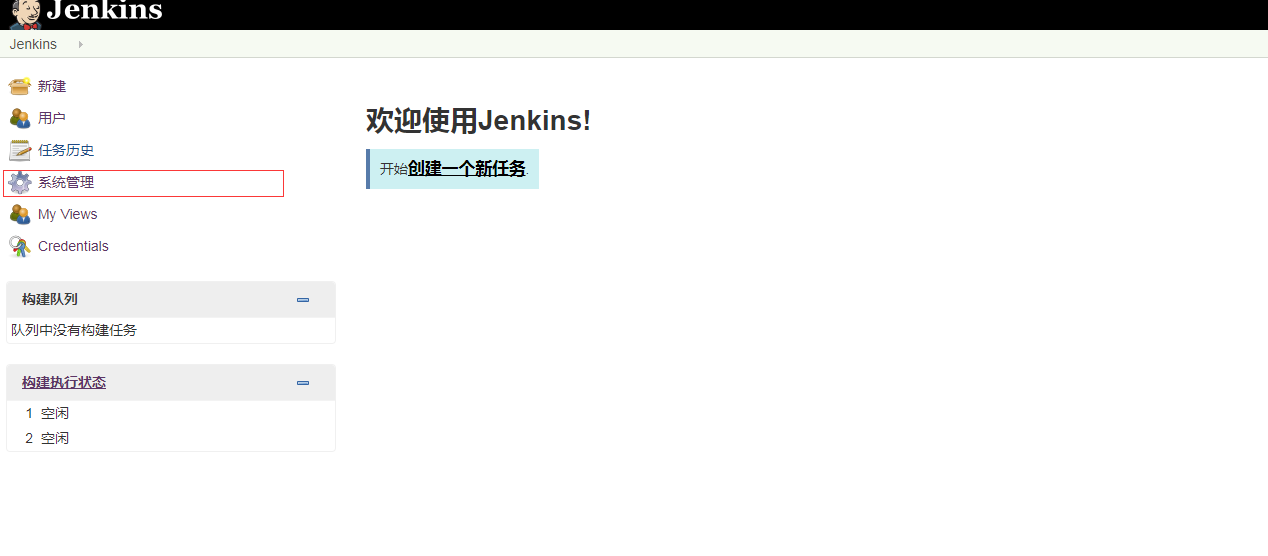 Jenkins
Jenkins
新建
用户
任务历史
系统管理
My Views
Credentials
构建队列
队列中没有构建任务
构建执行状态
1 空闲
2 空闲
欢迎使用Jenkins!
开始创建一个新任务.